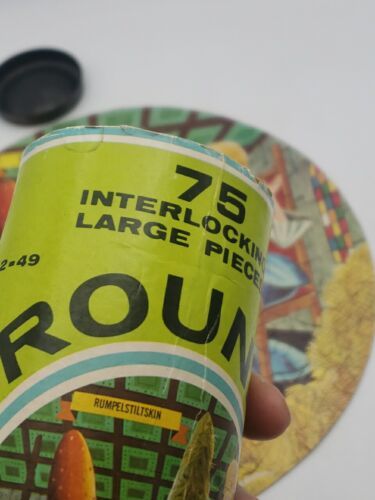 75
INTERLOCKING
LARGE PIECES
2-49
ROUN
RUMPELSTILTSKIN